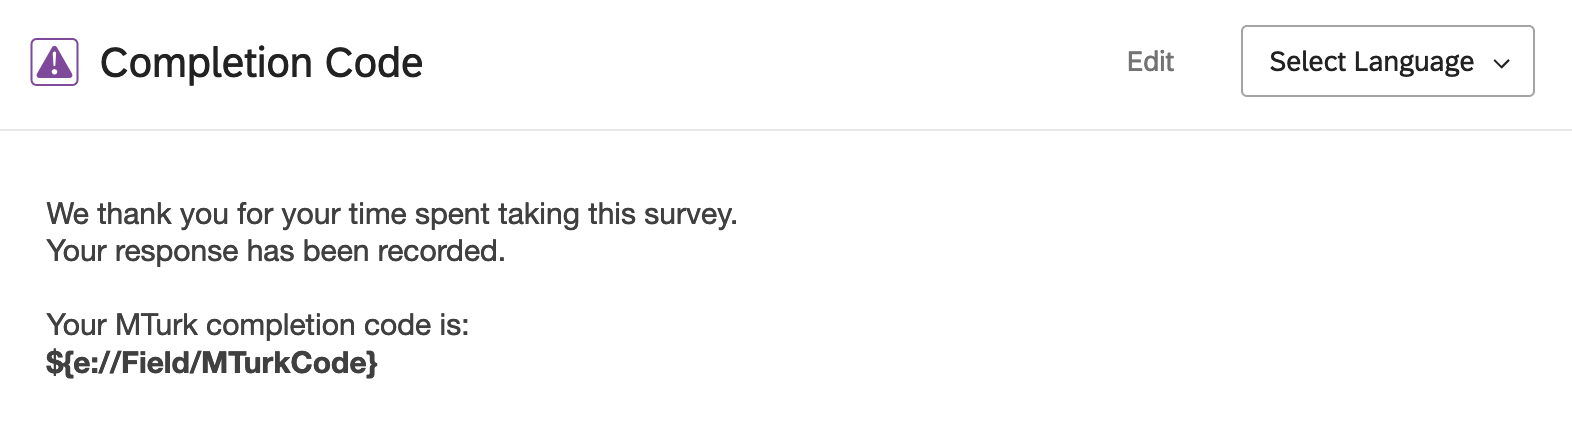 Completion Code
Edit
Select Language
We thank you for your time spent taking this survey.
Your response has been recorded.
Your MTurk completion code is:
${e://Field/MTurkCode}